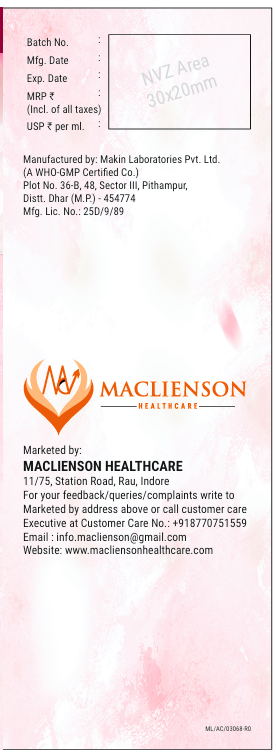 Batch No. :
Mfg. Date :
Exp. Date :
MRP ₹ :
(Incl. of all taxes)
USP ₹ per ml. :
NVZ Area
30x20mm
Manufactured by: Makin Laboratories Pvt. Ltd.
(A WHO-GMP Certified Co.)
Plot No. 36-B, 48, Sector III, Pithampur,
Distt. Dhar (M.P.) - 454774
Mfg. Lic. No.: 25D/9/89
MACLIENSON
HEALTHCARE
Marketed by:
MACLIENSON HEALTHCARE
11/75, Station Road, Rau, Indore
For your feedback/queries/complaints write to
Marketed by address above or call customer care
Executive at Customer Care No.: +918770751559
Email : info.maclienson@gmail.com
Website: www.macliensonhealthcare.com
ML/AC/03068-R0